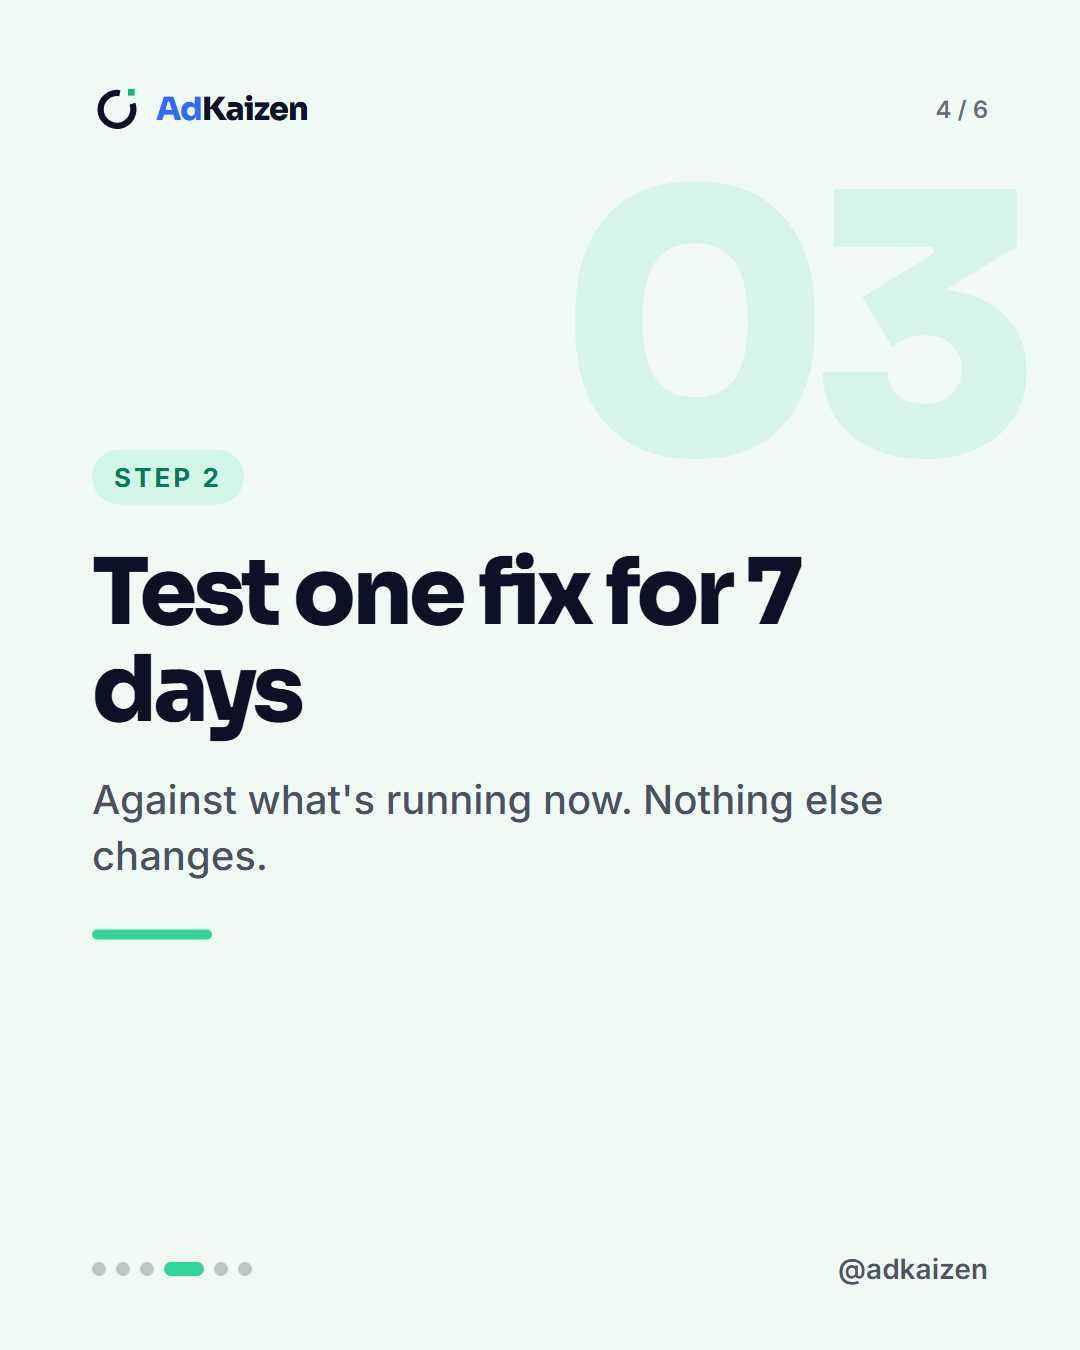 AdKaizen
4 / 6
03
STEP 2
Test one fix for 7
days
Against what's running now. Nothing else
changes.
@adkaizen